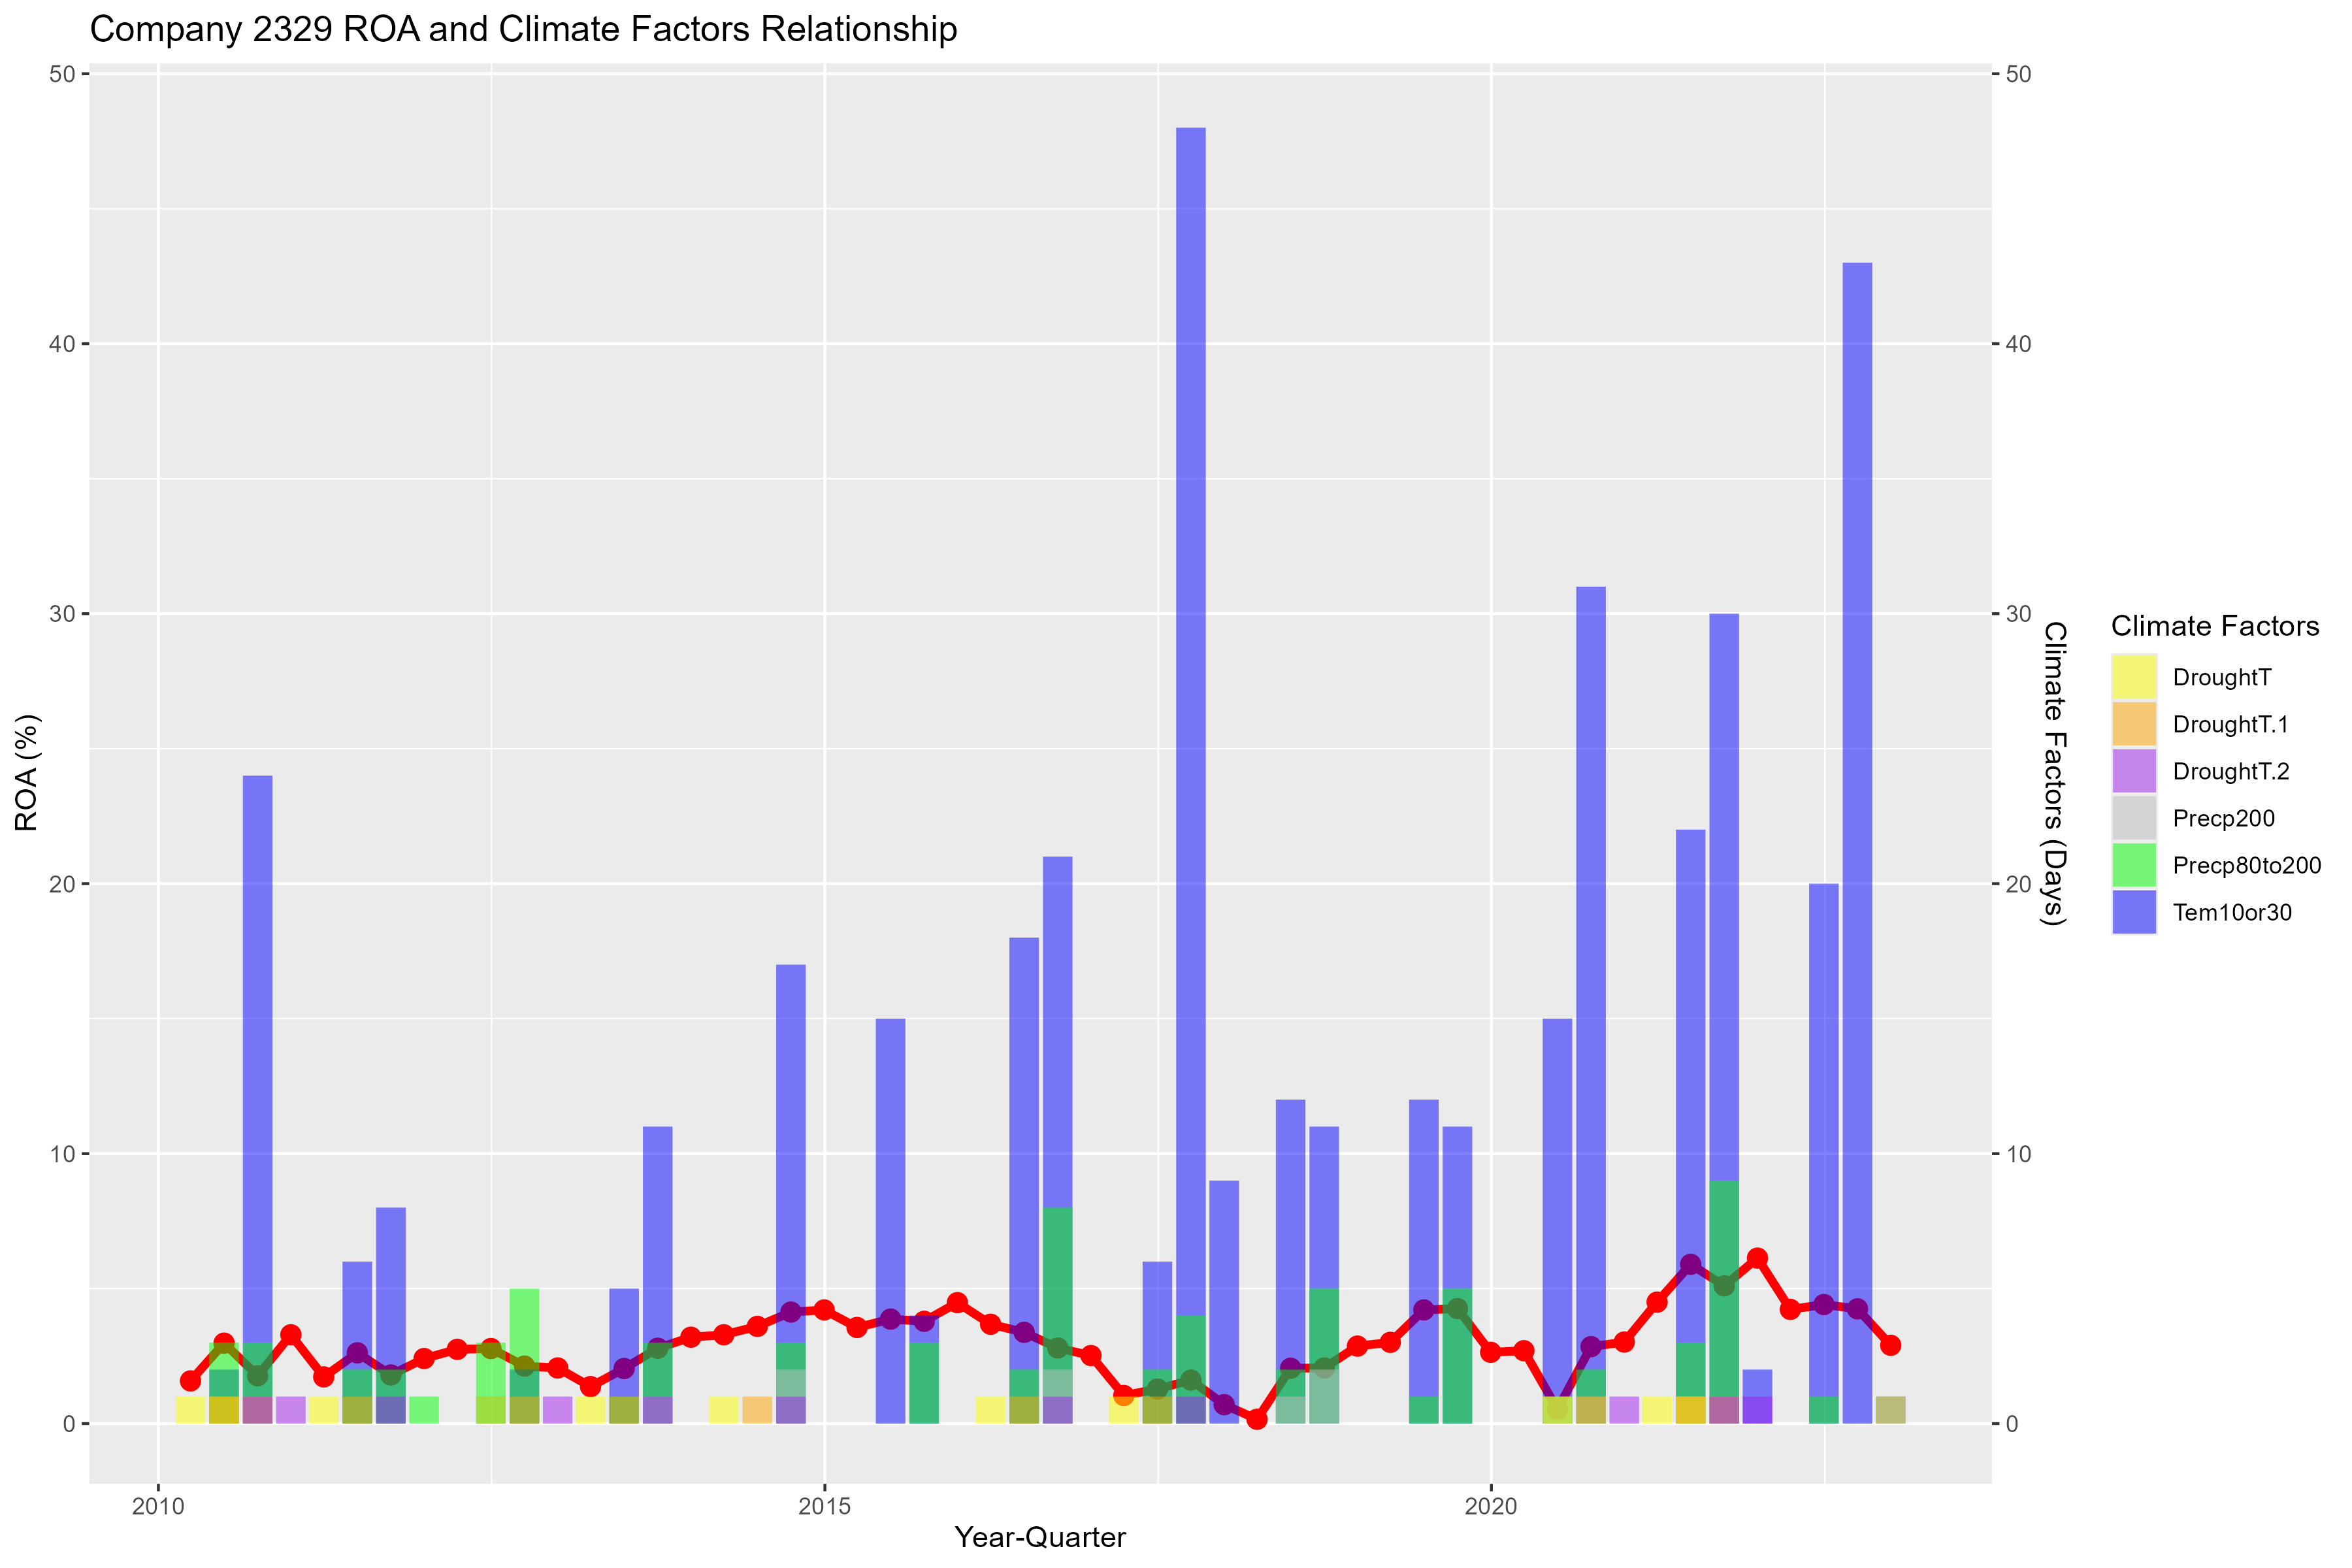 Company 2329 ROA and Climate Factors Relationship
50
40
30
20
10
0
ROA (%)
50
40
30
20
10
0
Climate Factors (Days)
2010
2015
2020
Year-Quarter
Climate Factors
DroughtT
DroughtT.1
DroughtT.2
Precp200
Precp80to200
Tem10or30